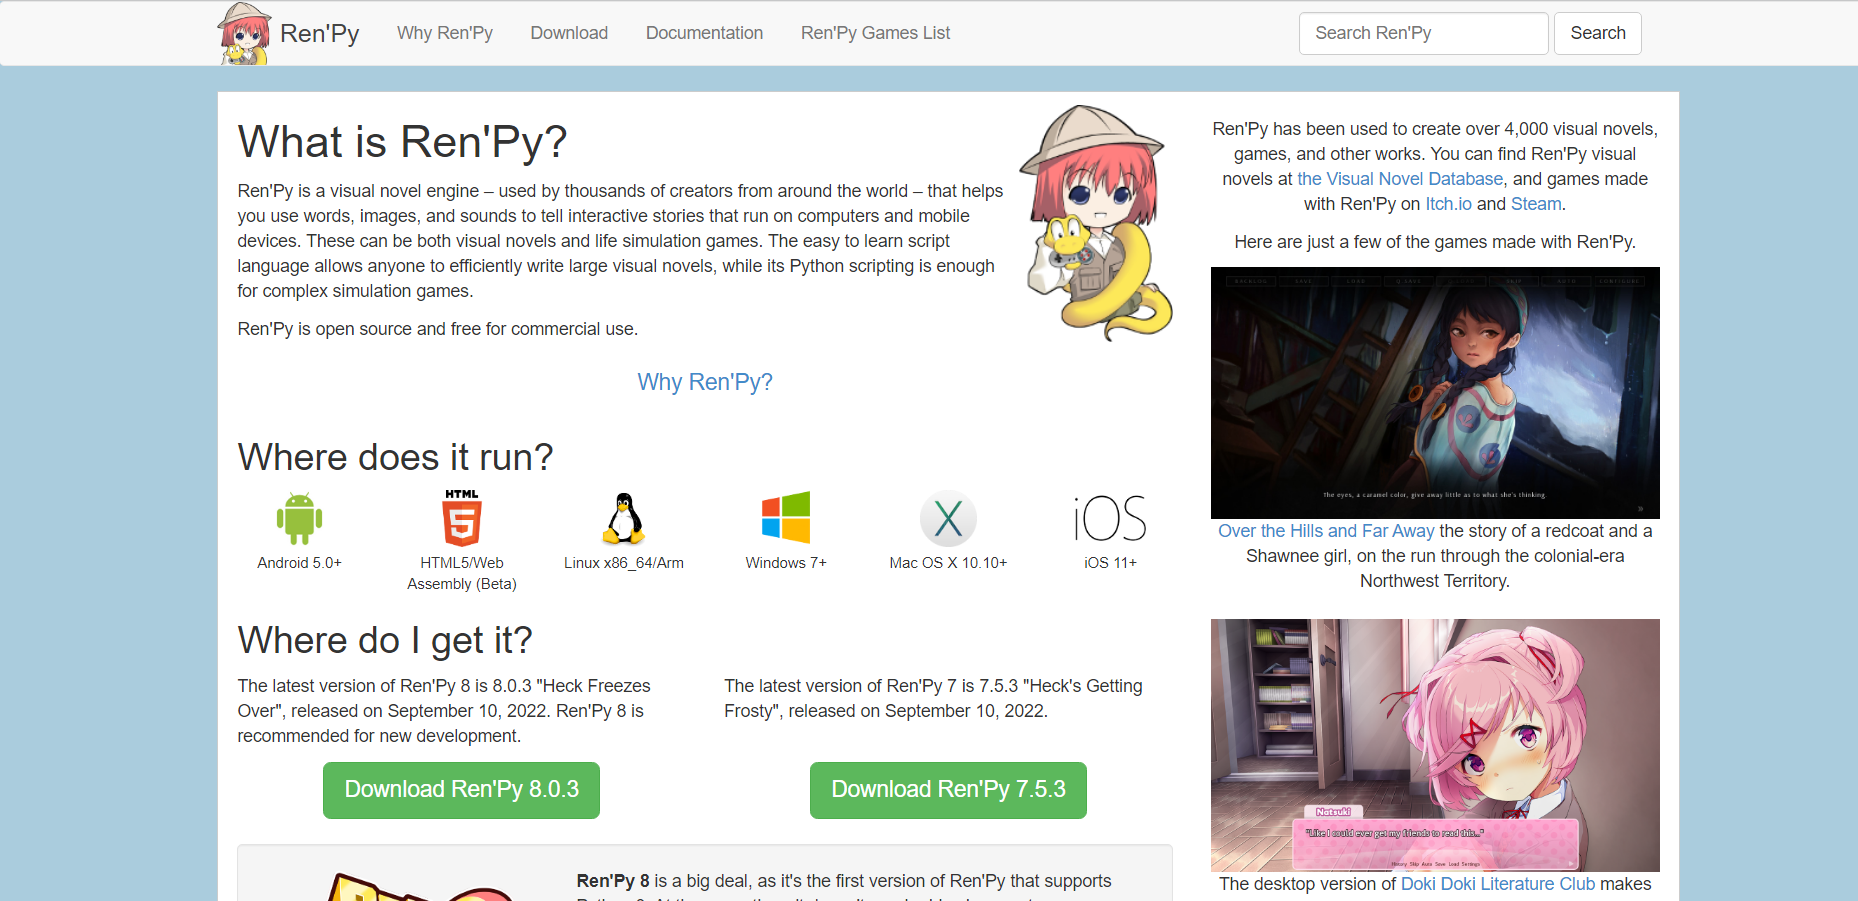 Ren'Py
Why Ren'Py
Download
Documentation
Ren'Py Games List
Search Ren'Py
Search
What is Ren'Py?
Ren'Py is a visual novel engine – used by thousands of creators from around the world – that helps
you use words, images, and sounds to tell interactive stories that run on computers and mobile
devices. These can be both visual novels and life simulation games. The easy to learn script
language allows anyone to efficiently write large visual novels, while its Python scripting is enough
for complex simulation games.
Ren'Py is open source and free for commercial use.
Why Ren'Py?
Where does it run?
HTML
5
iOS
Android 5.0+
HTML5/Web
Assembly (Beta)
Linux x86_64/Arm
Windows 7+
Mac OS X 10.10+
iOS 11+
Where do I get it?
The latest version of Ren'Py 8 is 8.0.3 "Heck Freezes
Over", released on September 10, 2022. Ren'Py 8 is
recommended for new development.
Download Ren'Py 8.0.3
The latest version of Ren'Py 7 is 7.5.3 "Heck's Getting
Frosty", released on September 10, 2022.
Download Ren'Py 7.5.3
Ren'Py 8 is a big deal, as it's the first version of Ren'Py that supports
Ren'Py has been used to create over 4,000 visual novels,
games, and other works. You can find Ren'Py visual
novels at the Visual Novel Database, and games made
with Ren'Py on Itch.io and Steam.
Here are just a few of the games made with Ren'Py.
BACKLOG SAVE LOAD Q.SAVE SKIP AUTO CONFIGURE
The eyes, a caramel color, give away little as to what she's thinking.
Over the Hills and Far Away the story of a redcoat and a
Shawnee girl, on the run through the colonial-era
Northwest Territory.
Natsuki
"Like I could ever get my friends to read this..."
History Skip Auto Save Load Settings
The desktop version of Doki Doki Literature Club makes